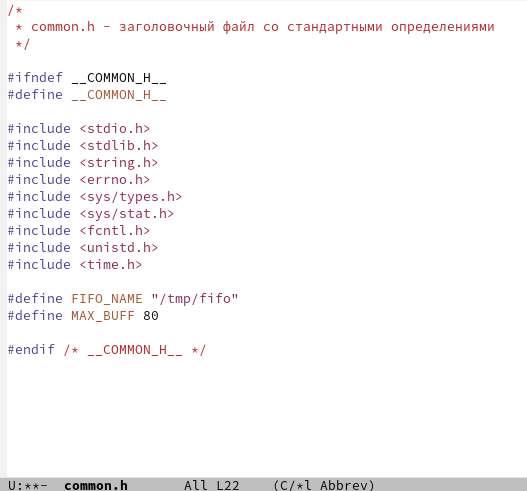 /*
 * common.h - заголовочный файл со стандартными определениями
 */
#ifndef __COMMON_H__
#define __COMMON_H__
#include <stdio.h>
#include <stdlib.h>
#include <string.h>
#include <errno.h>
#include <sys/types.h>
#include <sys/stat.h>
#include <fcntl.h>
#include <unistd.h>
#include <time.h>
#define FIFO_NAME "/tmp/fifo"
#define MAX_BUFF 80
#endif /* __COMMON_H__ */
U:**-  common.h       All L22    (C/*l Abbrev)